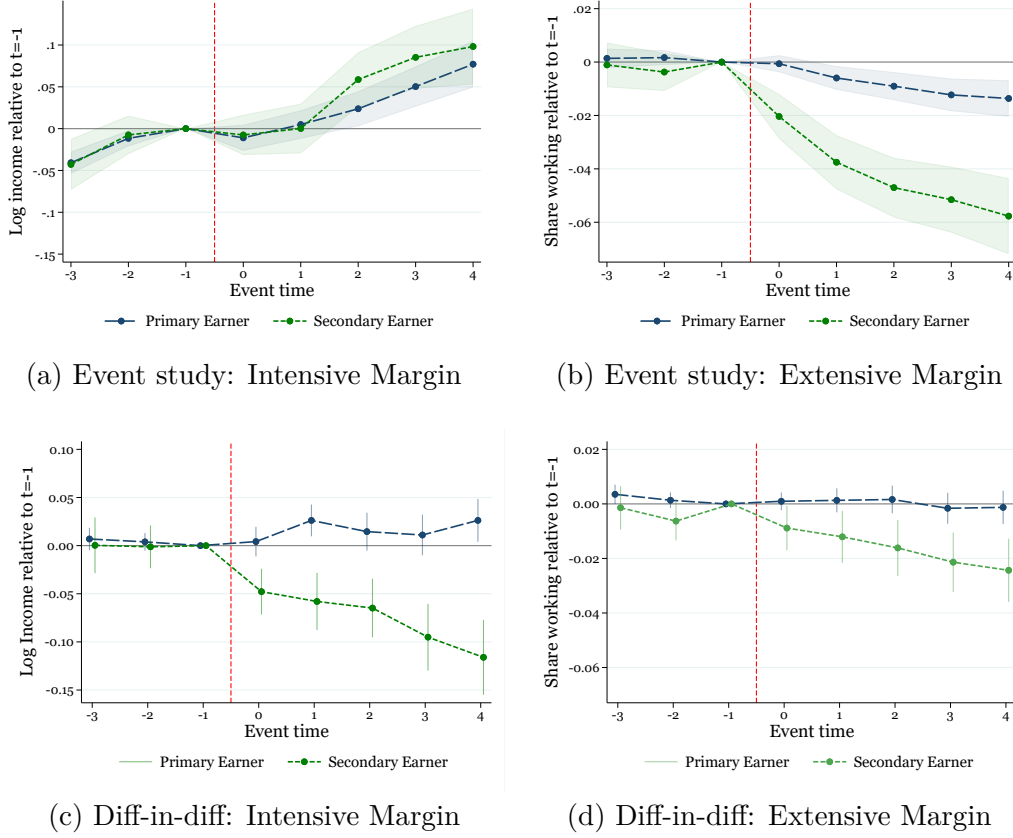 Log income relative to t=-1
.1
.05
0
-.05
-.1
-.15
-3 -2 -1 0 1 2 3 4
Event time
Primary Earner Secondary Earner
(a) Event study: Intensive Margin
Share working relative to t=-1
.02
0
-.02
-.04
-.06
-3 -2 -1 0 1 2 3 4
Event time
Primary Earner Secondary Earner
(b) Event study: Extensive Margin
Log Income relative to t=-1
0.10
0.05
0.00
-0.05
-0.10
-0.15
-3 -2 -1 0 1 2 3 4
Event time
Primary Earner Secondary Earner
(c) Diff-in-diff: Intensive Margin
Share working relative to t=-1
0.02
0.00
-0.02
-0.04
-0.06
-3 -2 -1 0 1 2 3 4
Event time
Primary Earner Secondary Earner
(d) Diff-in-diff: Extensive Margin